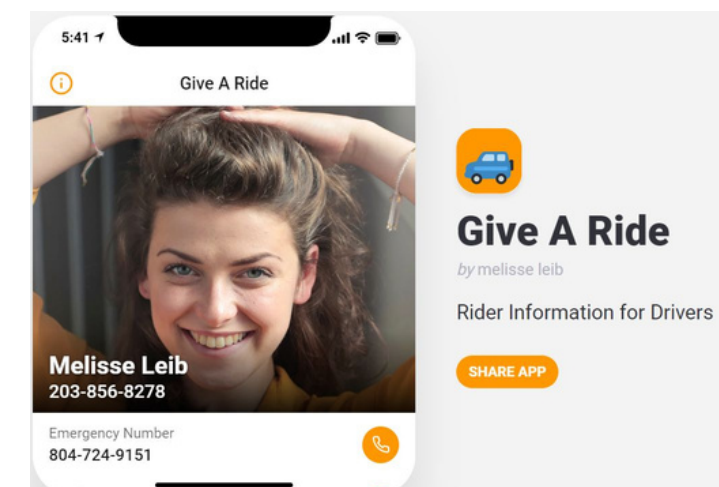 5:41
Give A Ride
Melisse Leib
203-856-8278
Emergency Number
804-724-9151
Give A Ride
by melisse leib
Rider Information for Drivers
SHARE APP